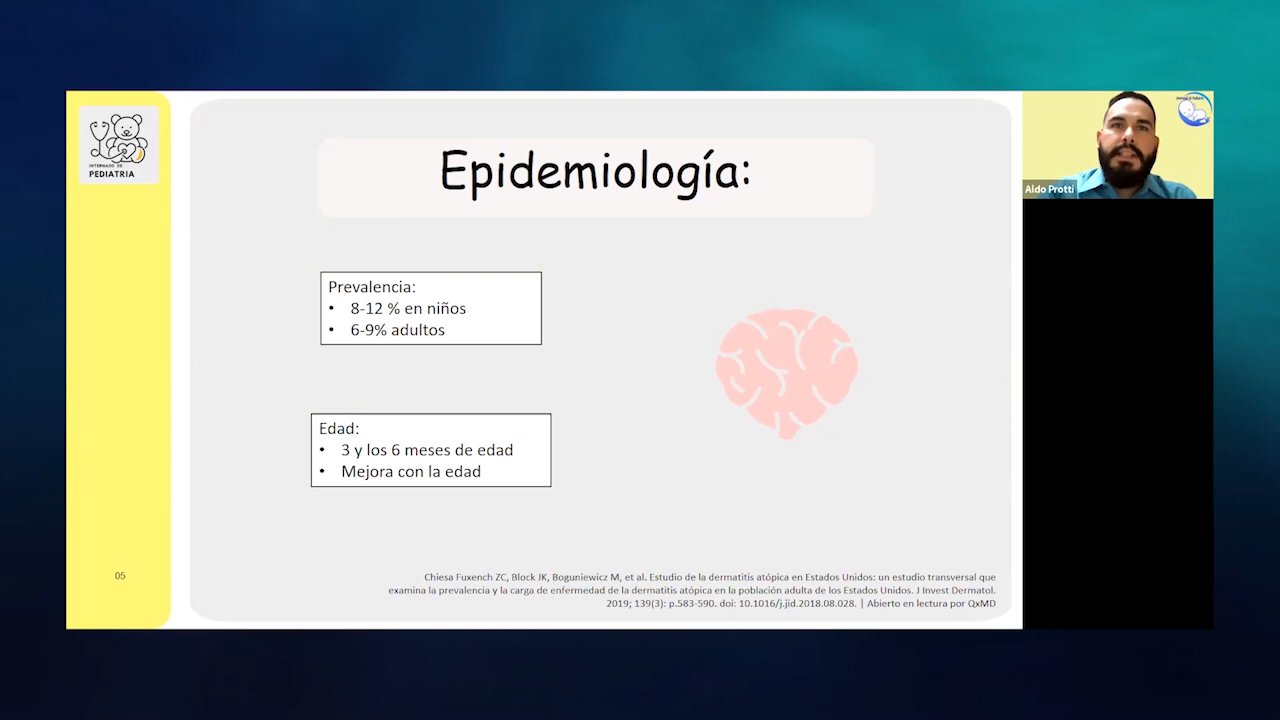 INTERNADO DE
PEDIATRIA
Epidemiología:
Prevalencia:
• 8-12 % en niños
• 6-9% adultos
Edad:
• 3 y los 6 meses de edad
• Mejora con la edad
05
Chiesa Fuxench ZC, Block JK, Boguniewicz M, et al. Estudio de la dermatitis atópica en Estados Unidos: un estudio transversal que
examina la prevalencia y la carga de enfermedad de la dermatitis atópica en la población adulta de los Estados Unidos. J Invest Dermatol.
2019; 139(3): p.583-590. doi: 10.1016/j.jid.2018.08.028. | Abierto en lectura por QxMD
Aldo Protti